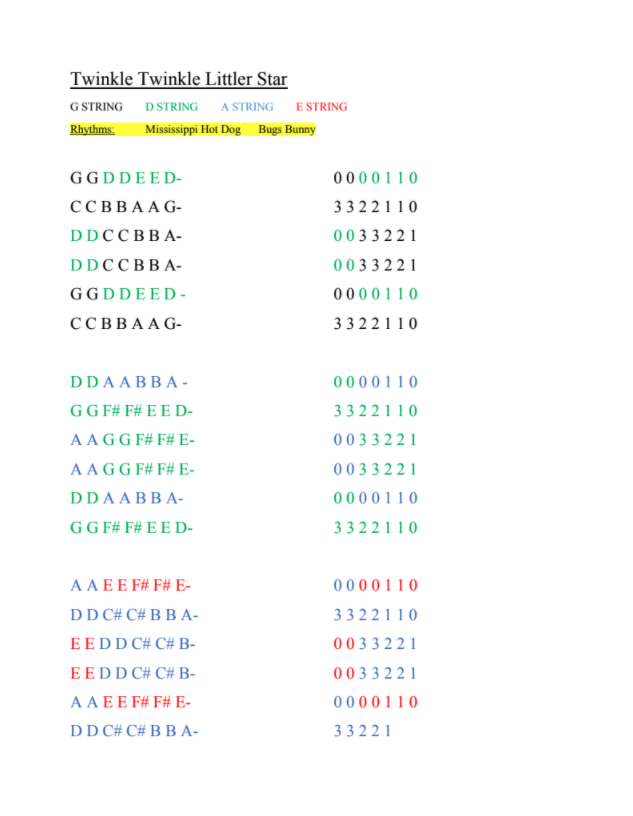 Twinkle Twinkle Littler Star
G STRING D STRING A STRING E STRING
Rhythms: Mississippi Hot Dog Bugs Bunny
G G D D E E D- 0 0 0 0 1 1 0
C C B B A A G- 3 3 2 2 1 1 0
D D C C B B A- 0 0 3 3 2 2 1
D D C C B B A- 0 0 3 3 2 2 1
G G D D E E D - 0 0 0 0 1 1 0
C C B B A A G- 3 3 2 2 1 1 0
D D A A B B A - 0 0 0 0 1 1 0
G G F# F# E E D- 3 3 2 2 1 1 0
A A G G F# F# E- 0 0 3 3 2 2 1
A A G G F# F# E- 0 0 3 3 2 2 1
D D A A B B A- 0 0 0 0 1 1 0
G G F# F# E E D- 3 3 2 2 1 1 0
A A E E F# F# E- 0 0 0 0 1 1 0
D D C# C# B B A- 3 3 2 2 1 1 0
E E D D C# C# B- 0 0 3 3 2 2 1
E E D D C# C# B- 0 0 3 3 2 2 1
A A E E F# F# E- 0 0 0 0 1 1 0
D D C# C# B B A- 3 3 2 2 1